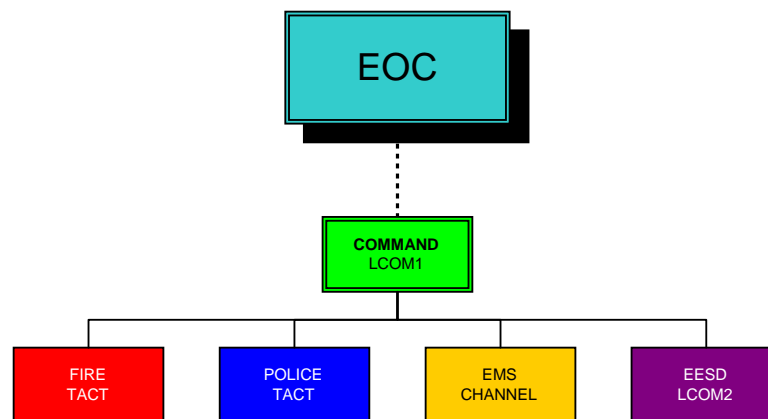 EOC
COMMAND
LCOM1
FIRE
TACT
POLICE
TACT
EMS
CHANNEL
EESD
LCOM2